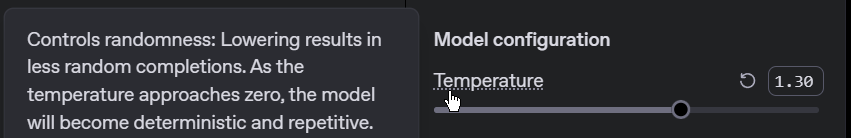 Controls randomness: Lowering results in
less random completions. As the
temperature approaches zero, the model
will become deterministic and repetitive.
Model configuration
Temperature
1.30